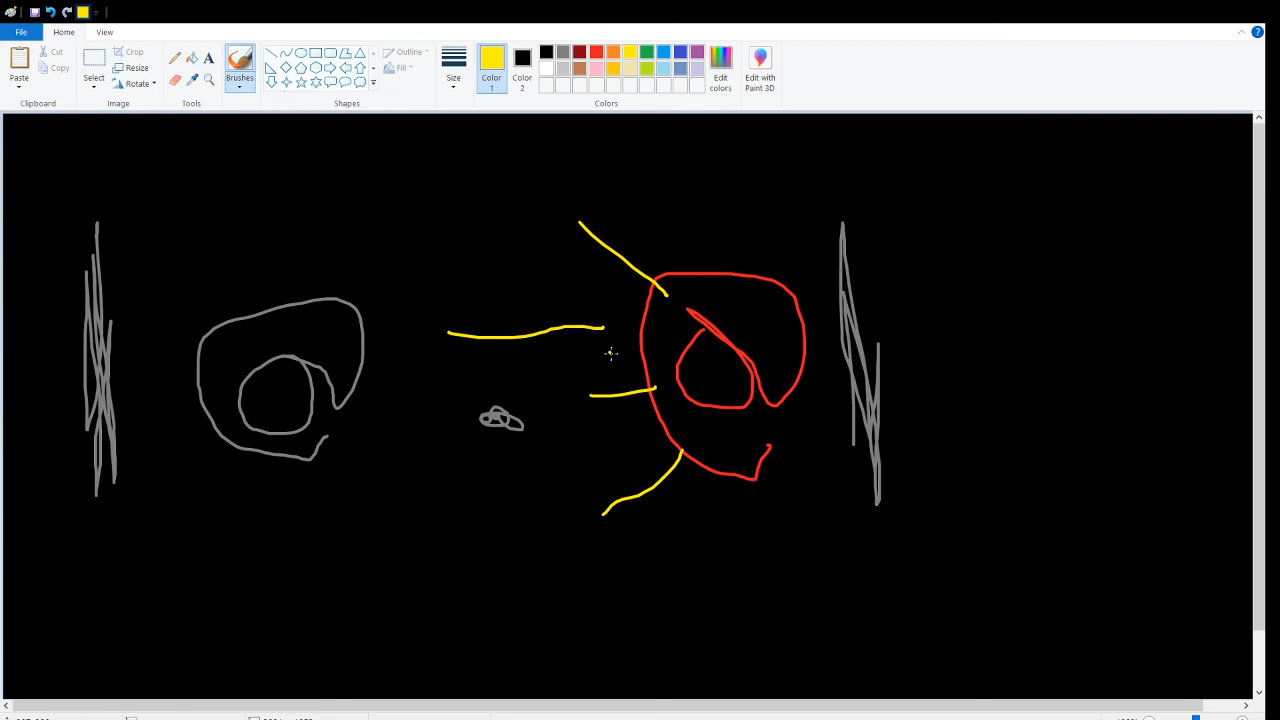 File Home View
Paste
Cut
Copy
Clipboard
Select
Crop
Resize
Rotate
Image
Tools
Brushes
Shapes
Outline
Fill
Size
Color 1
Color 2
Colors
Edit colors
Edit with Paint 3D